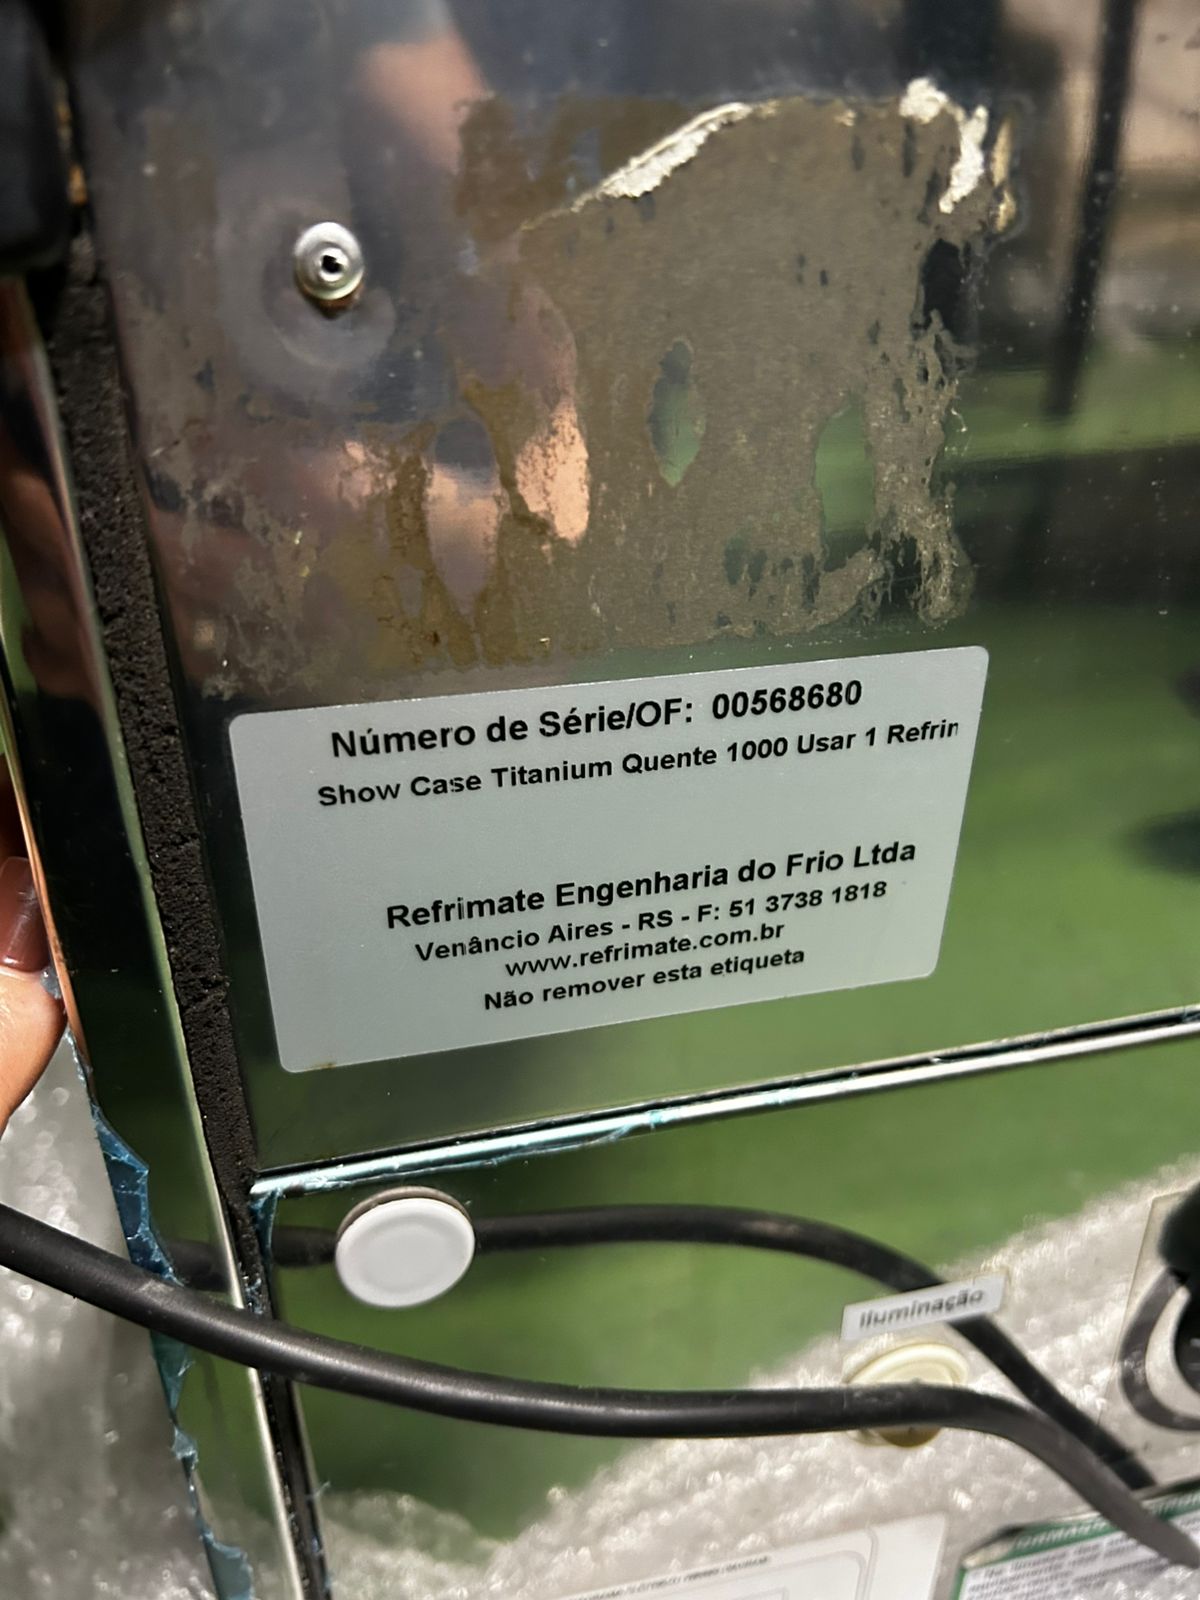 Número de Série/OF: 00568680
Show Case Titanium Quente 1000 Usar 1 Refrin
Refrimate Engenharia do Frio Ltda
Venâncio Aires - RS - F: 51 3738 1818
www.refrimate.com.br
Não remover esta etiqueta
Iluminação